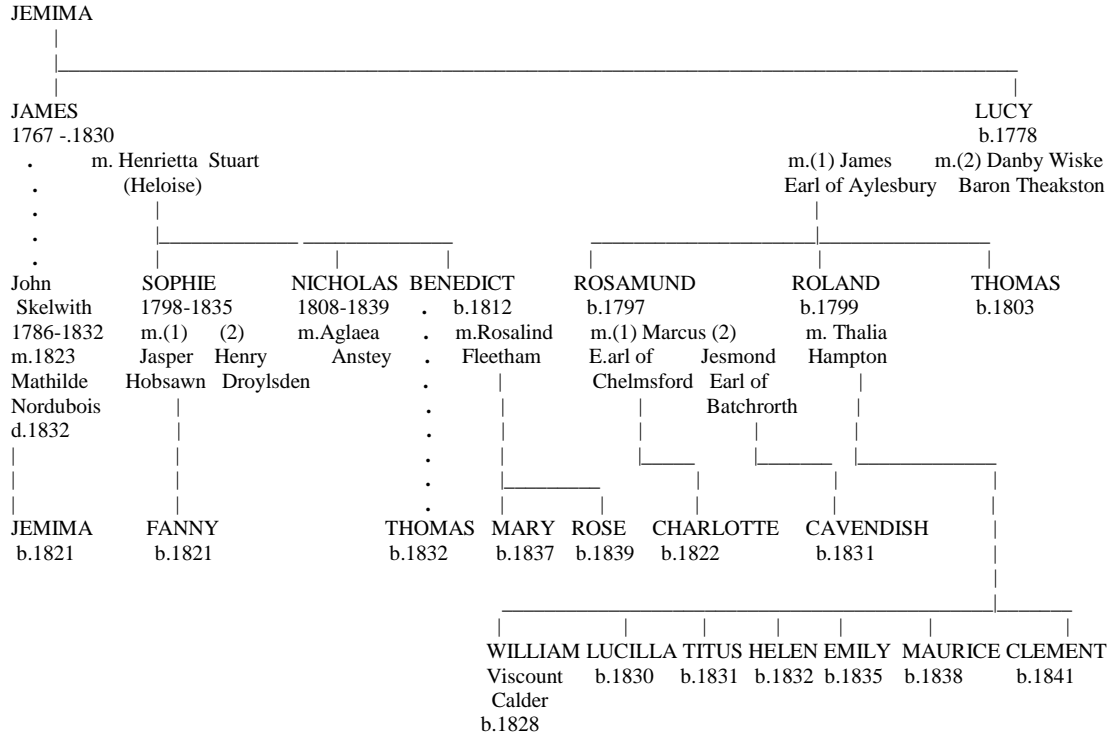 JEMIMA
JAMES LUCY
1767 -.1830 b.1778
m. Henrietta Stuart m.(1) James m.(2) Danby Wiske
(Heloise) Earl of Aylesbury Baron Theakston
John SOPHIE NICHOLAS BENEDICT ROSAMUND ROLAND THOMAS
Skelwith 1798-1835 1808-1839 b.1812 b.1797 b.1799 b.1803
1786-1832 m.(1) (2) m.Aglaea m.Rosalind m.(1) Marcus (2) m. Thalia
m.1823 Jasper Henry Anstey Fleetham E.arl of Jesmond Hampton
Mathilde Hobsawn Droylsden Chelmsford Earl of
Nordubois Batchrorth
d.1832
JEMIMA FANNY THOMAS MARY ROSE CHARLOTTE CAVENDISH
b.1821 b.1821 b.1832 b.1837 b.1839 b.1822 b.1831
WILLIAM LUCILLA TITUS HELEN EMILY MAURICE CLEMENT
Viscount b.1830 b.1831 b.1832 b.1835 b.1838 b.1841
Calder
b.1828